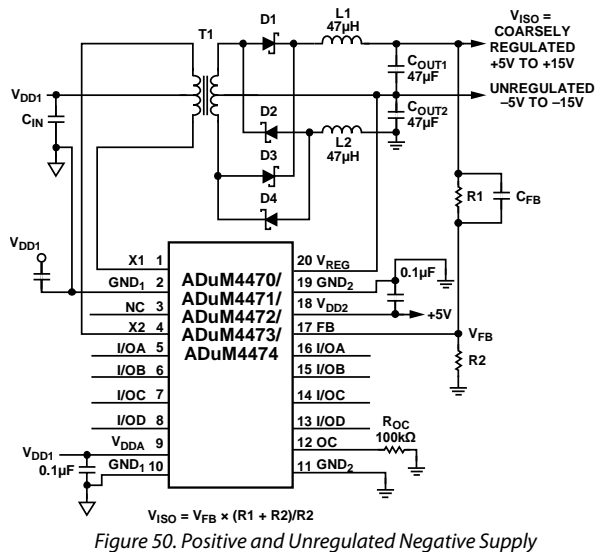 T1
D1
L1
47µH
VISO =
COARSELY
REGULATED
+5V TO +15V
COUT1
47µF
UNREGULATED
–5V TO –15V
VDD1
CIN
COUT2
47µF
D2
L2
47µH
D3
D4
R1
CFB
VDD1
X1 1
GND1 2
NC 3
X2 4
I/OA 5
I/OB 6
I/OC 7
I/OD 8
VDDA 9
GND1 10
VDD1
0.1µF
ADuM4470/
ADuM4471/
ADuM4472/
ADuM4473/
ADuM4474
20 VREG
19 GND2
18 VDD2
17 FB
16 I/OA
15 I/OB
14 I/OC
13 I/OD
12 OC
11 GND2
0.1µF
+5V
VFB
R2
ROC
100kΩ
VISO = VFB × (R1 + R2)/R2
Figure 50. Positive and Unregulated Negative Supply